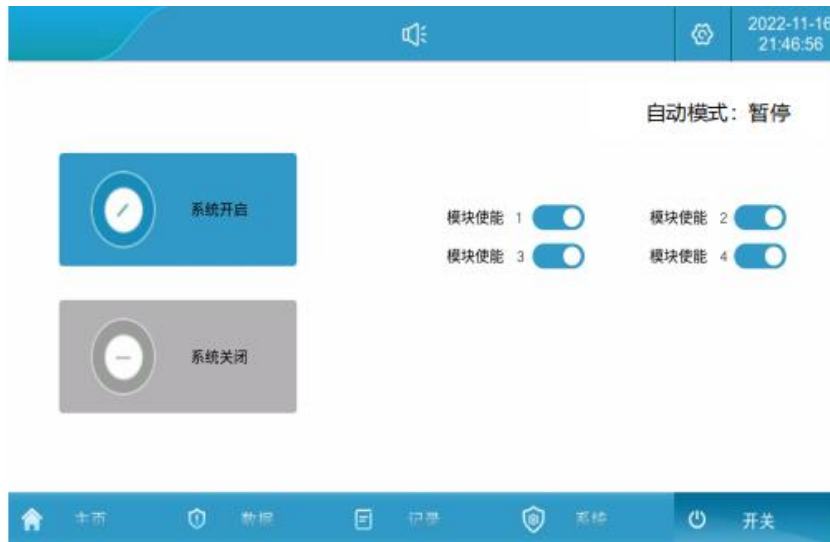 2022-11-16
21:46:56
自动模式：暂停
系统开启
模块使能 1
模块使能 2
模块使能 3
模块使能 4
系统关闭
主页
数据
记录
系统
开关